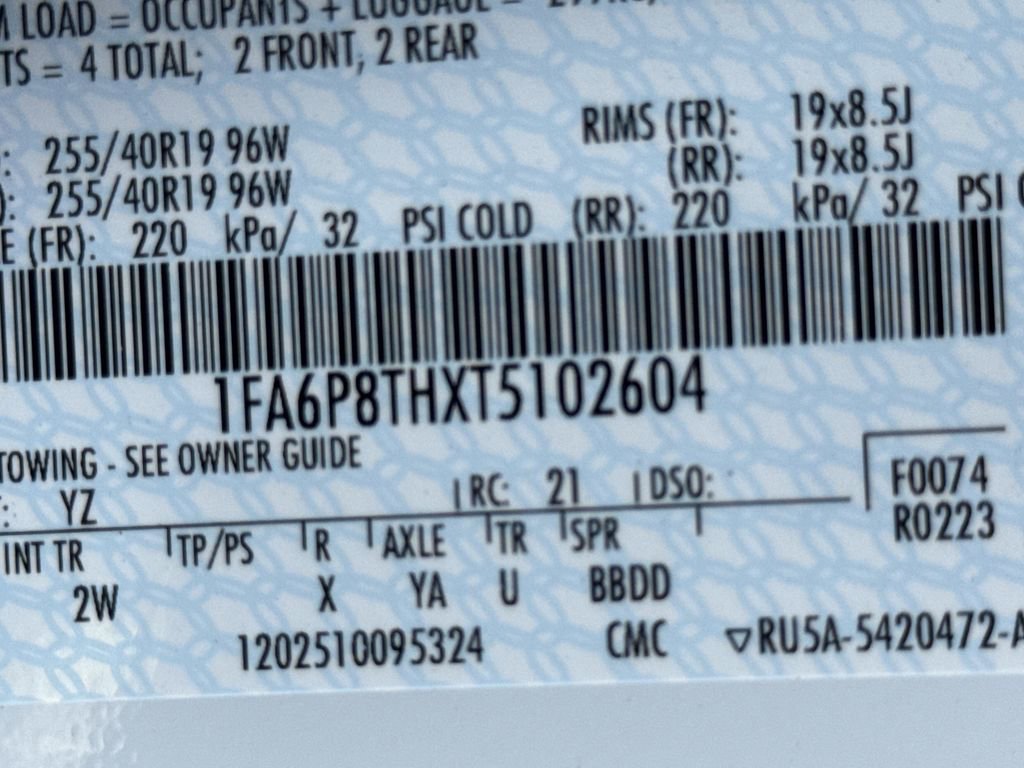 LOAD = OCCUPANTS + LUGGAGE =
TS = 4 TOTAL; 2 FRONT, 2 REAR
: 255/40R19 96W RIMS (FR): 19x8.5J
): 255/40R19 96W (RR): 19x8.5J
E (FR): 220 kPa/ 32 PSI COLD (RR): 220 kPa/ 32 PSI
1FA6P8THXT5102604
TOWING - SEE OWNER GUIDE
: YZ RC: 21 DSO: F0074
R0223
INT TR TP/PS R AXLE TR SPR
2W X YA U BBDD
1202510095324 CMC RU5A-5420472-A